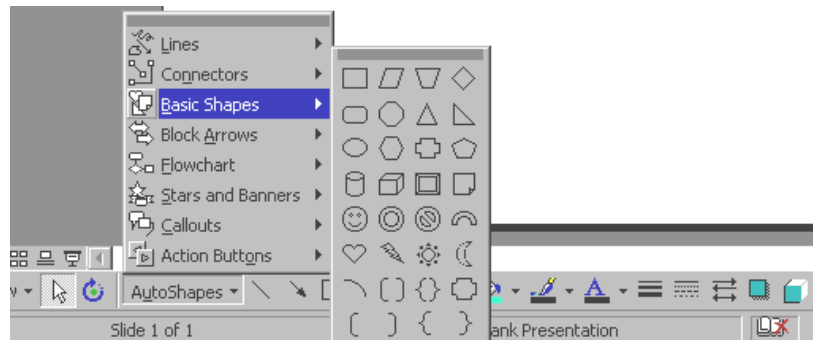 Lines
Connectors
Basic Shapes
Block Arrows
Flowchart
Stars and Banners
Callouts
Action Buttons
AutoShapes
A
Slide 1 of 1
ank Presentation